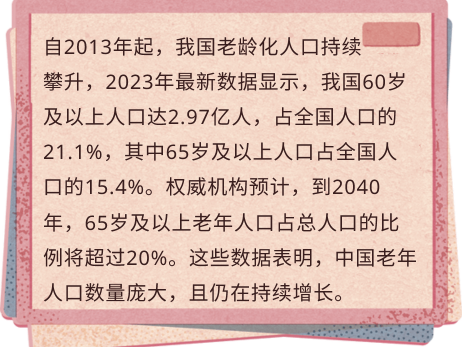 自2013年起，我国老龄化人口持续
攀升，2023年最新数据显示，我国60岁
及以上人口达2.97亿人，占全国人口的
21.1%，其中65岁及以上人口占全国人
口的15.4%。权威机构预计，到2040
年，65岁及以上老年人口占总人口的比
例将超过20%。这些数据表明，中国老年
人口数量庞大，且仍在持续增长。